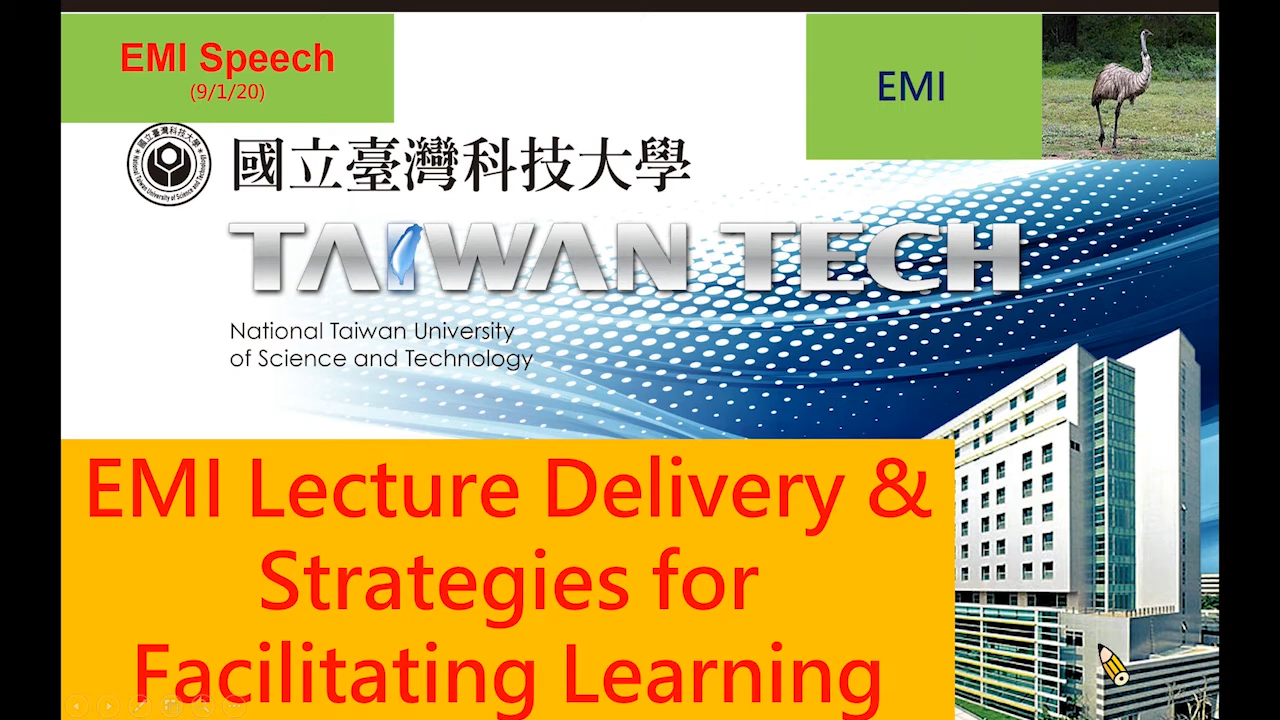 EMI Speech
(9/1/20)
EMI
國立臺灣科技大學
TAIWAN TECH
National Taiwan University
of Science and Technology
EMI Lecture Delivery &
Strategies for
Facilitating Learning